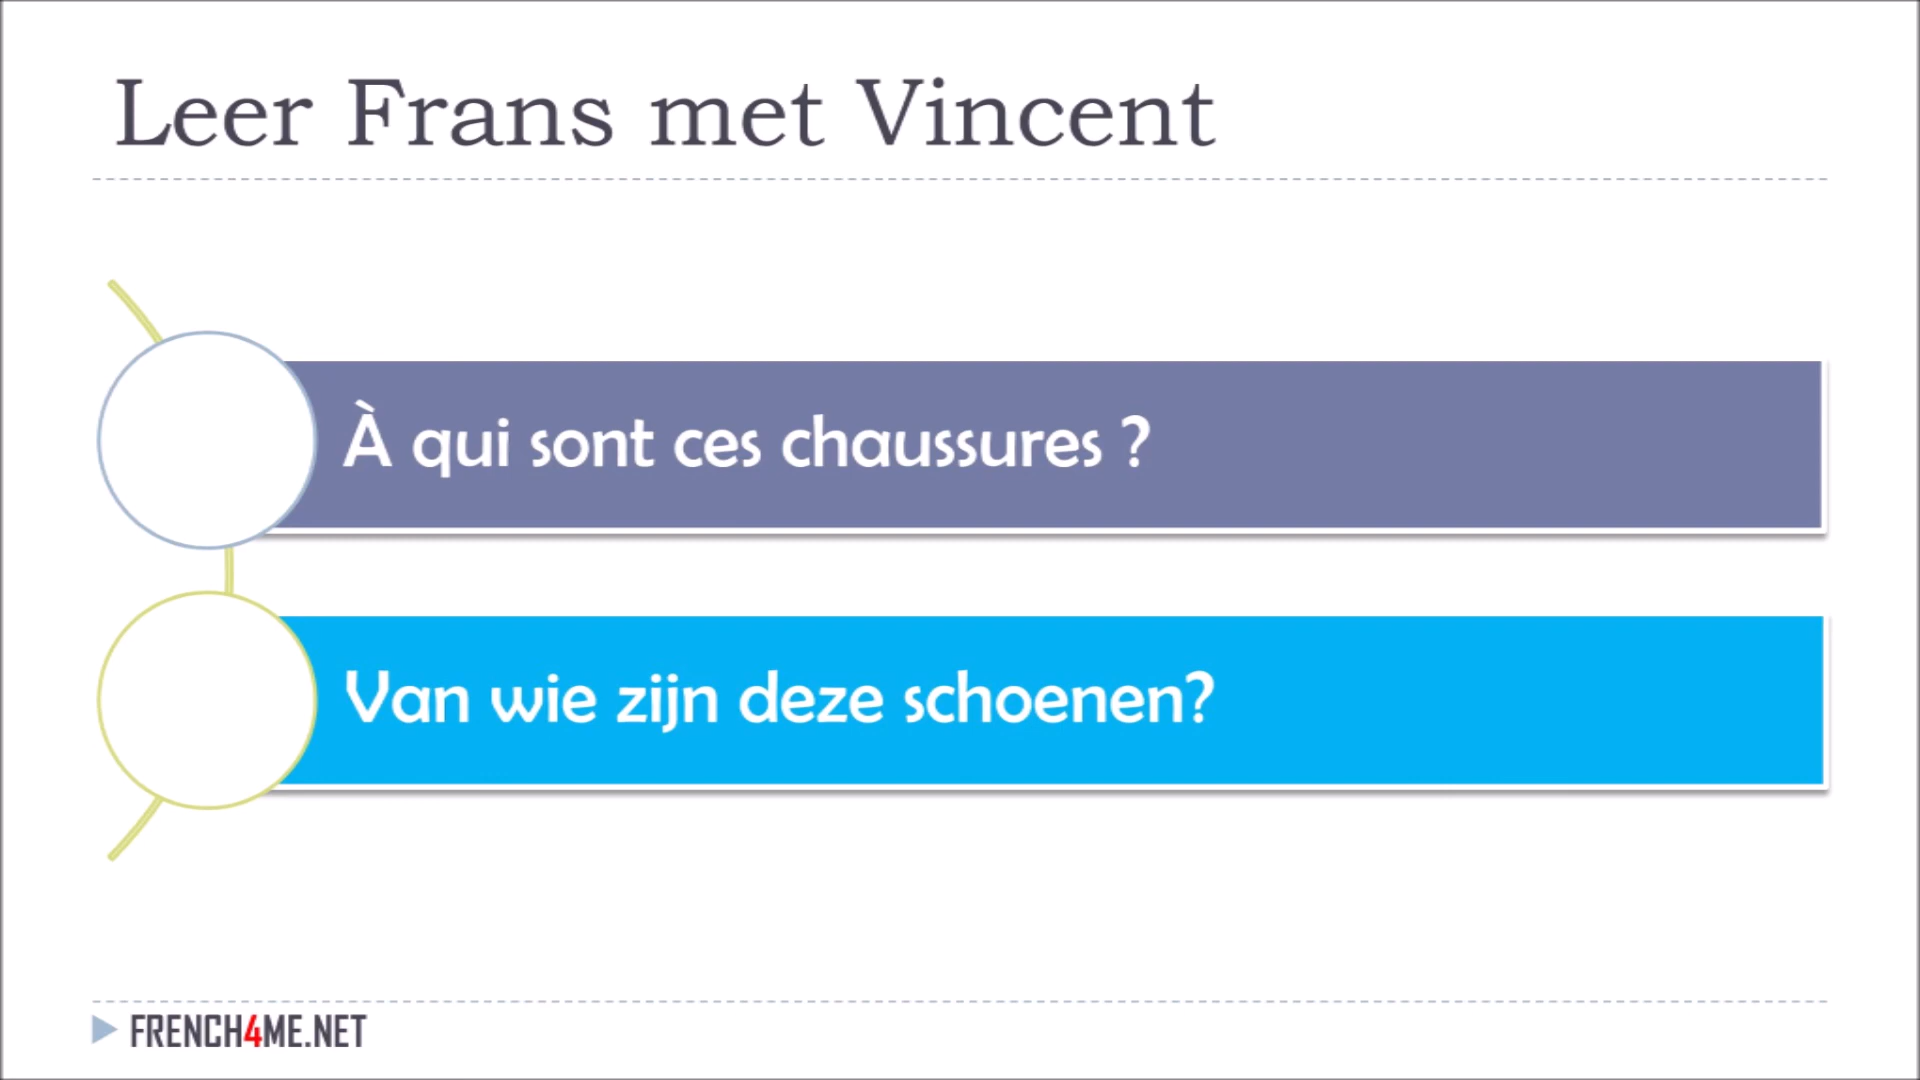 Leer Frans met Vincent
À qui sont ces chaussures ?
Van wie zijn deze schoenen?
FRENCH4ME.NET